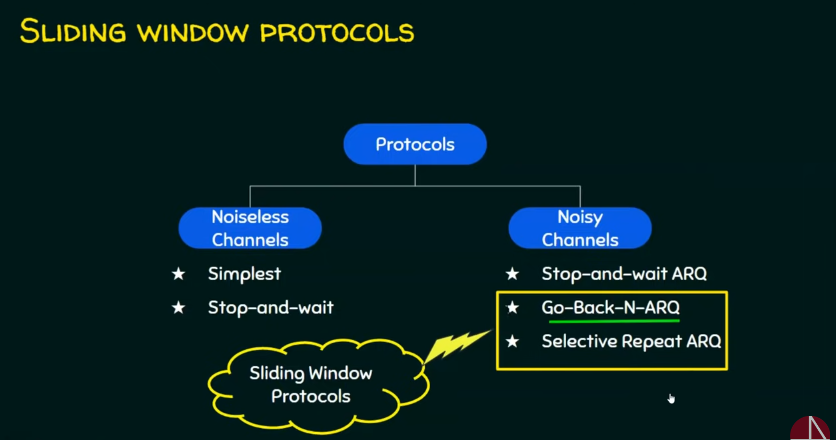 SLIDING WINDOW PROTOCOLS
Protocols
Noiseless
Channels
Noisy
Channels
★ Simplest
★ Stop-and-wait
★ Stop-and-wait ARQ
★ Go-Back-N-ARQ
★ Selective Repeat ARQ
Sliding Window
Protocols